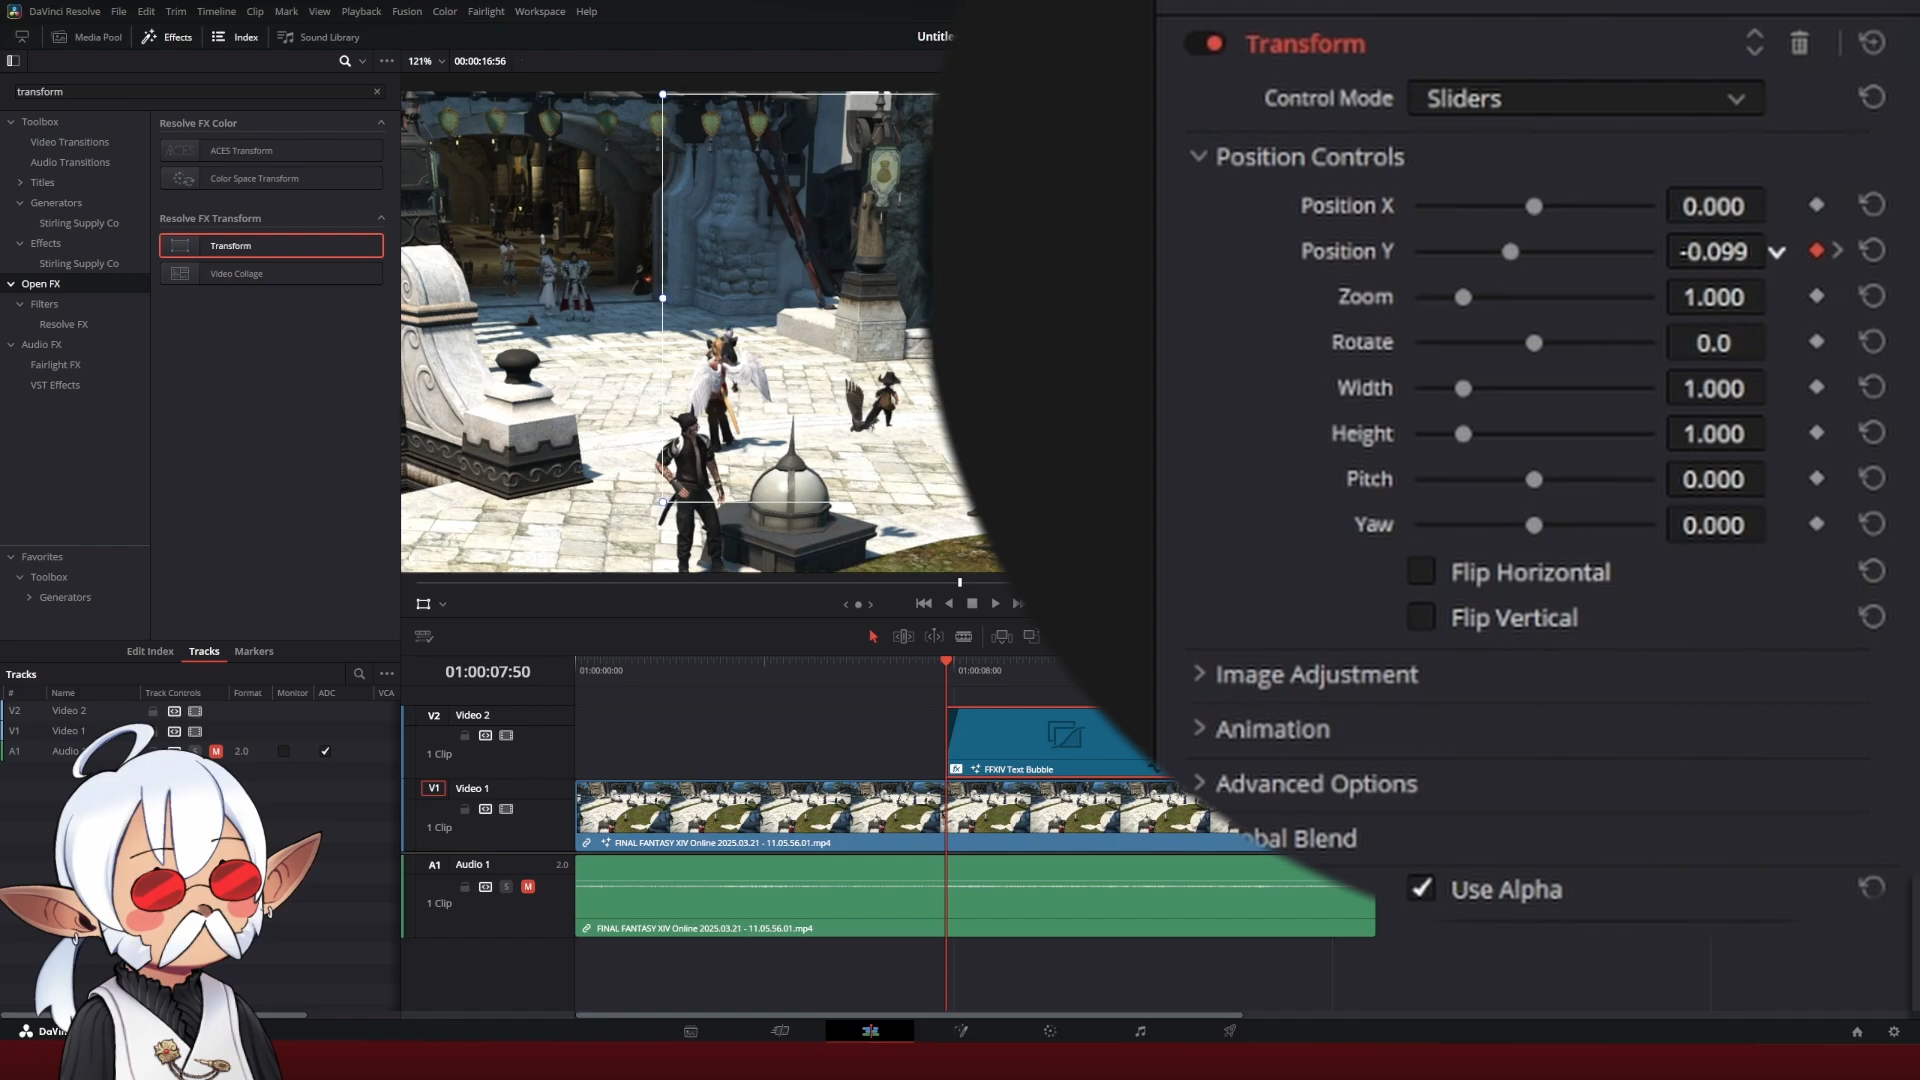 DaVinci Resolve File Edit Trim Timeline Clip Mark View Playback Fusion Color Fairlight Workspace Help
Media Pool Effects Index Sound Library
121% 00:00:16:56
transform
Toolbox
Video Transitions
Audio Transitions
Titles
Generators
Stirling Supply Co
Effects
Stirling Supply Co
Open FX
Filters
Resolve FX
Audio FX
Fairlight FX
VST Effects
Favorites
Toolbox
Generators
Resolve FX Color
ACES ACES Transform
Color Space Transform
Resolve FX Transform
Transform
Video Collage
Edit Index Tracks Markers
Tracks
# Name Track Controls Format Monitor ADC VCA
V2 Video 2
V1 Video 1
A1 M 2.0
01:00:07:50
01:00:00:00 01:00:08:00
V2 Video 2
1 Clip
FFXIV Text Bubble
V1 Video 1
1 Clip
FINAL FANTASY XIV Online 2025.03.21 - 11.05.56.01.mp4
A1 Audio 1 2.0
S M
1 Clip
FINAL FANTASY XIV Online 2025.03.21 - 11.05.56.01.mp4
Transform
Control Mode Sliders
Position Controls
Position X 0.000
Position Y -0.099
Zoom 1.000
Rotate 0.0
Width 1.000
Height 1.000
Pitch 0.000
Yaw 0.000
Flip Horizontal
Flip Vertical
Image Adjustment
Animation
Advanced Options
Blend
Use Alpha